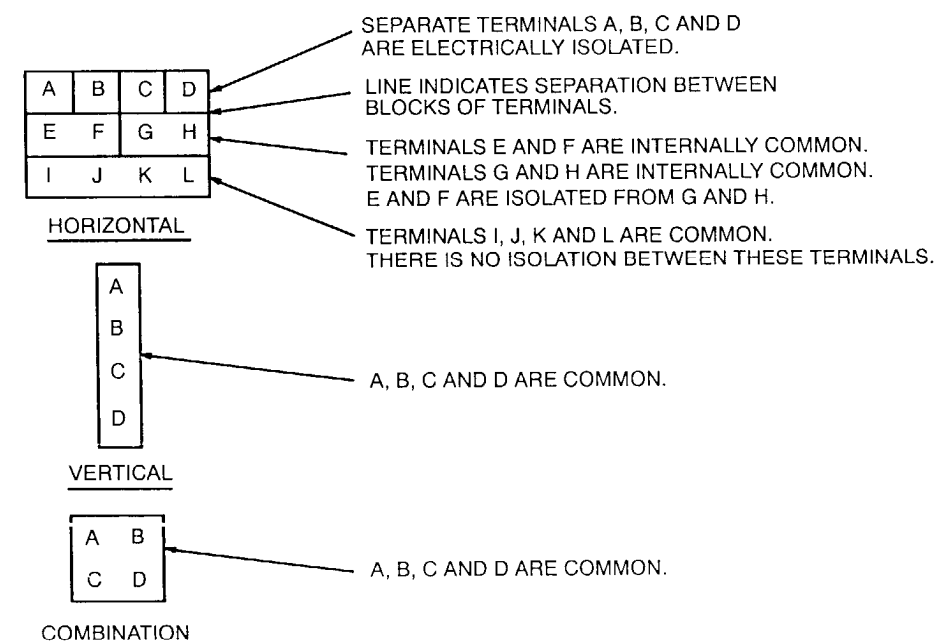 SEPARATE TERMINALS A, B, C AND D
ARE ELECTRICALLY ISOLATED.
A B C D
LINE INDICATES SEPARATION BETWEEN
BLOCKS OF TERMINALS.
E F G H
TERMINALS E AND F ARE INTERNALLY COMMON.
TERMINALS G AND H ARE INTERNALLY COMMON.
E AND F ARE ISOLATED FROM G AND H.
I J K L
HORIZONTAL
TERMINALS I, J, K AND L ARE COMMON.
THERE IS NO ISOLATION BETWEEN THESE TERMINALS.
A
B
C
D
A, B, C AND D ARE COMMON.
VERTICAL
A B
C D
A, B, C AND D ARE COMMON.
COMBINATION